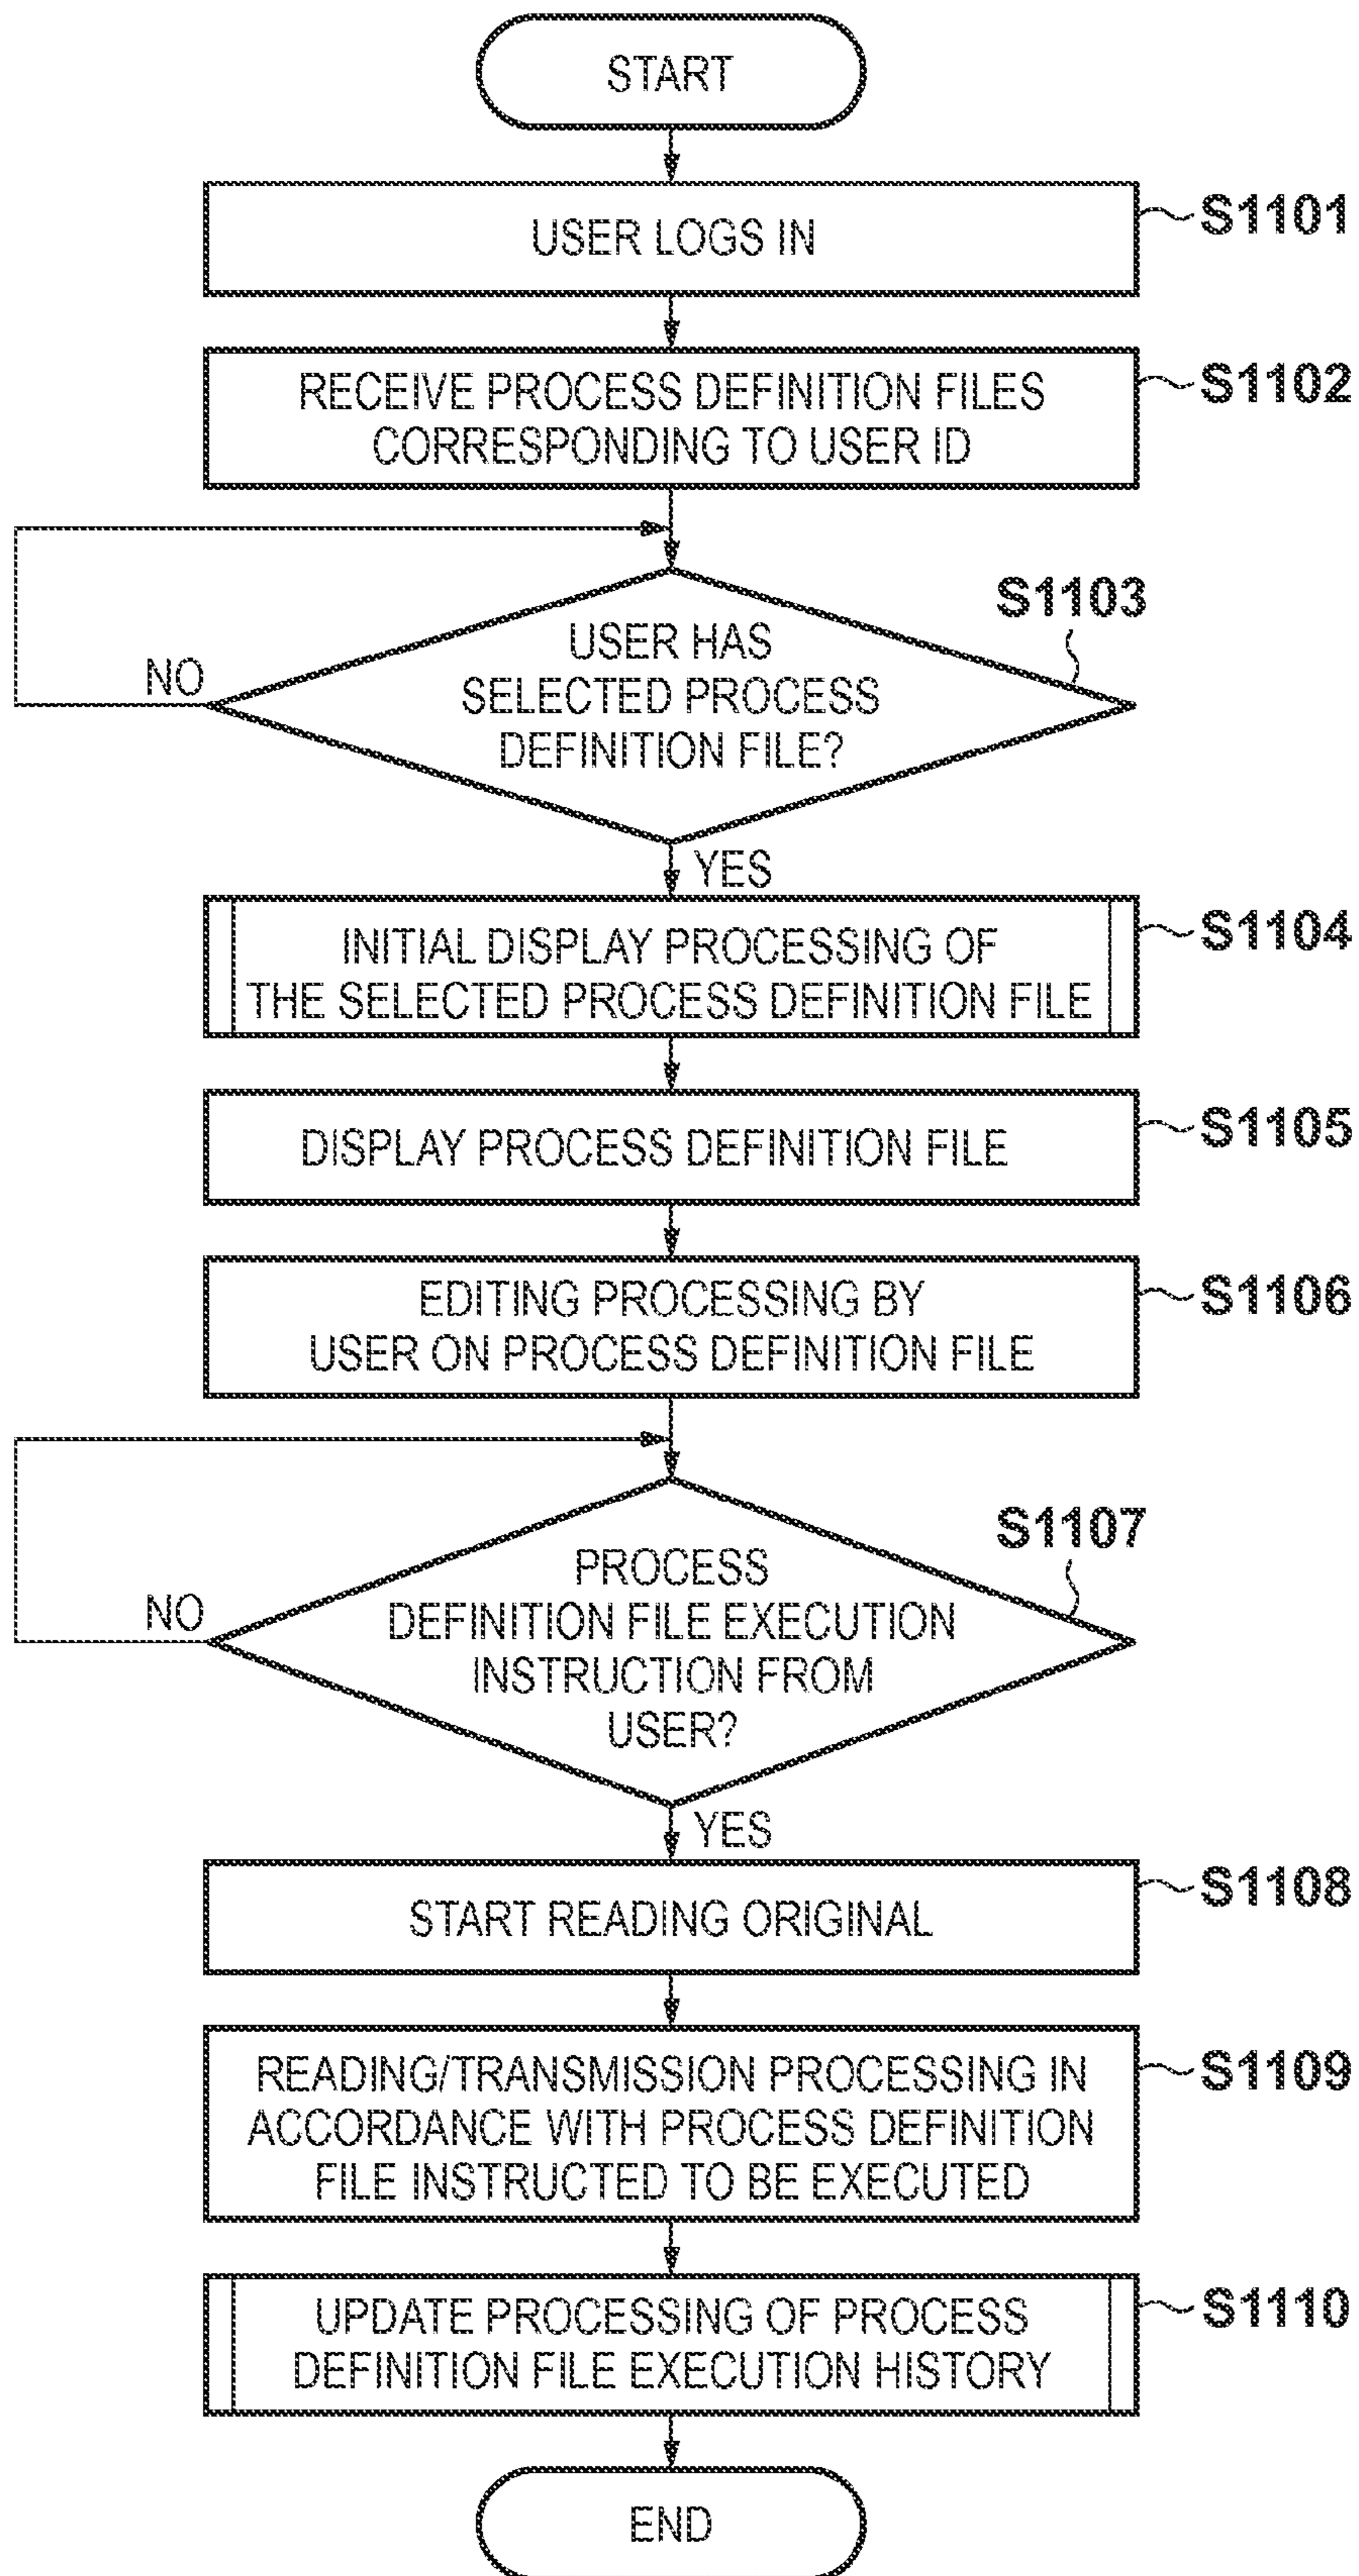 START
USER LOGS IN
S1101
RECEIVE PROCESS DEFINITION FILES
CORRESPONDING TO USER ID
S1102
S1103
USER HAS
SELECTED PROCESS
DEFINITION FILE?
NO
YES
INITIAL DISPLAY PROCESSING OF
THE SELECTED PROCESS DEFINITION FILE
S1104
DISPLAY PROCESS DEFINITION FILE
S1105
EDITING PROCESSING BY
USER ON PROCESS DEFINITION FILE
S1106
S1107
PROCESS
DEFINITION FILE EXECUTION
INSTRUCTION FROM
USER?
NO
YES
START READING ORIGINAL
S1108
READING/TRANSMISSION PROCESSING IN
ACCORDANCE WITH PROCESS DEFINITION
FILE INSTRUCTED TO BE EXECUTED
S1109
UPDATE PROCESSING OF PROCESS
DEFINITION FILE EXECUTION HISTORY
S1110
END